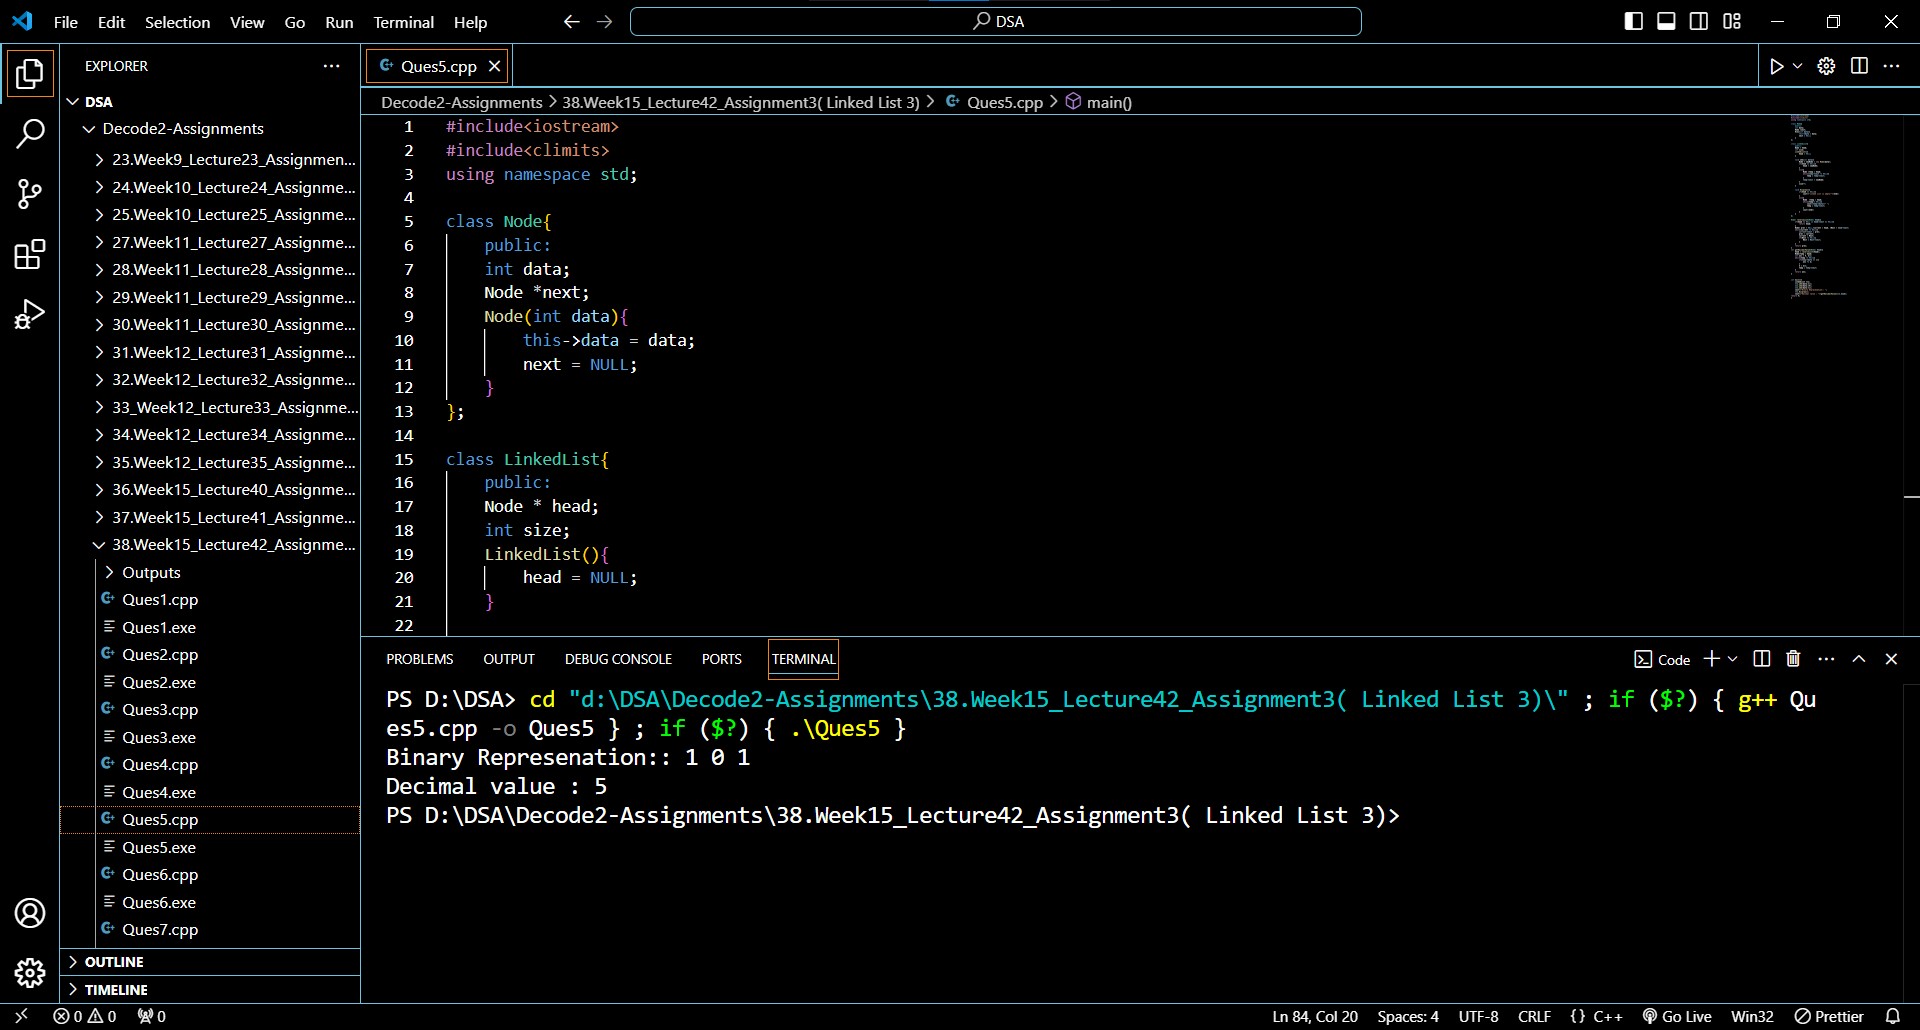 File Edit Selection View Go Run Terminal Help
DSA
EXPLORER
DSA
Decode2-Assignments
23.Week9_Lecture23_Assignmen...
24.Week10_Lecture24_Assignme...
25.Week10_Lecture25_Assignme...
27.Week11_Lecture27_Assignme...
28.Week11_Lecture28_Assignme...
29.Week11_Lecture29_Assignme...
30.Week11_Lecture30_Assignme...
31.Week12_Lecture31_Assignme...
32.Week12_Lecture32_Assignme...
33_Week12_Lecture33_Assignme...
34.Week12_Lecture34_Assignme...
35.Week12_Lecture35_Assignme...
36.Week15_Lecture40_Assignme...
37.Week15_Lecture41_Assignme...
38.Week15_Lecture42_Assignme...
Outputs
Ques1.cpp
Ques1.exe
Ques2.cpp
Ques2.exe
Ques3.cpp
Ques3.exe
Ques4.cpp
Ques4.exe
Ques5.cpp
Ques5.exe
Ques6.cpp
Ques6.exe
Ques7.cpp
OUTLINE
TIMELINE
Ques5.cpp
Decode2-Assignments > 38.Week15_Lecture42_Assignment3( Linked List 3) > Ques5.cpp > main()
1 #include<iostream>
2 #include<climits>
3 using namespace std;
4
5 class Node{
6 public:
7 int data;
8 Node *next;
9 Node(int data){
10 this->data = data;
11 next = NULL;
12 }
13 };
14
15 class LinkedList{
16 public:
17 Node * head;
18 int size;
19 LinkedList(){
20 head = NULL;
21 }
22
PROBLEMS OUTPUT DEBUG CONSOLE PORTS TERMINAL
Code
PS D:\DSA> cd "d:\DSA\Decode2-Assignments\38.Week15_Lecture42_Assignment3( Linked List 3)\" ; if ($?) { g++ Qu
es5.cpp -o Ques5 } ; if ($?) { .\Ques5 }
Binary Represenation:: 1 0 1
Decimal value : 5
PS D:\DSA\Decode2-Assignments\38.Week15_Lecture42_Assignment3( Linked List 3)>
0 0 0
Ln 84, Col 20 Spaces: 4 UTF-8 CRLF {} C++ Go Live Win32 Prettier